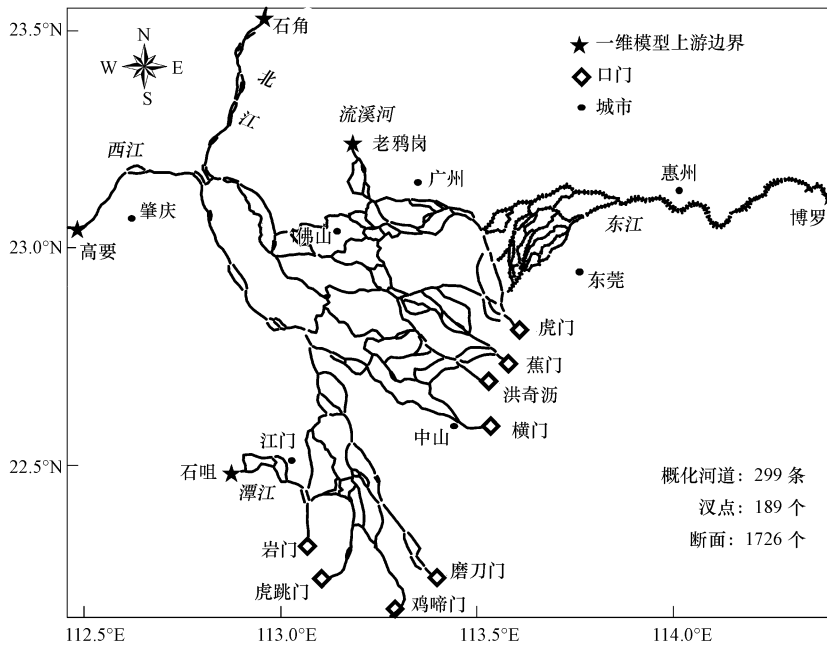 23.5°N
石角
N
W
E
S
北
江
★ 一维模型上游边界
口门
城市
流溪河
老鸦岗
西江
肇庆
广州
惠州
博罗
东江
高要
23.0°N
佛山
东莞
虎门
蕉门
洪奇沥
横门
中山
22.5°N
江门
石咀
潭江
概化河道：299 条
汊点：189 个
断面：1726 个
岩门
虎跳门
鸡啼门
磨刀门
112.5°E
113.0°E
113.5°E
114.0°E